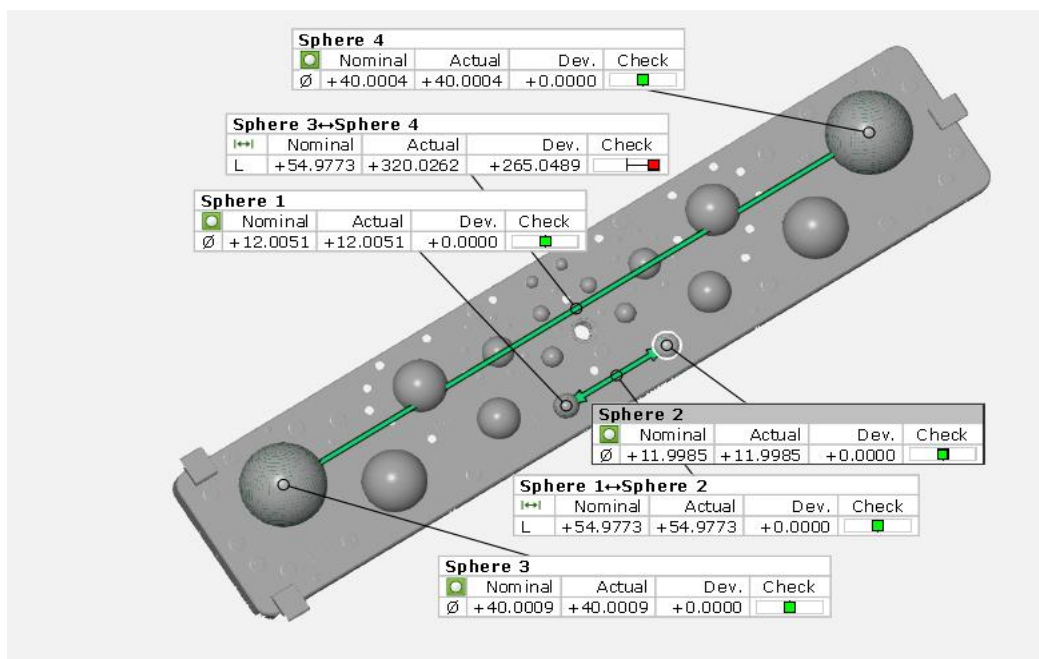 Sphere 4
Nominal Actual Dev. Check
Ø +40.0004 +40.0004 +0.0000
Sphere 3↔Sphere 4
Nominal Actual Dev. Check
L +54.9773 +320.0262 +265.0489
Sphere 1
Nominal Actual Dev. Check
Ø +12.0051 +12.0051 +0.0000
Sphere 2
Nominal Actual Dev. Check
Ø +11.9985 +11.9985 +0.0000
Sphere 1↔Sphere 2
Nominal Actual Dev. Check
L +54.9773 +54.9773 +0.0000
Sphere 3
Nominal Actual Dev. Check
Ø +40.0009 +40.0009 +0.0000